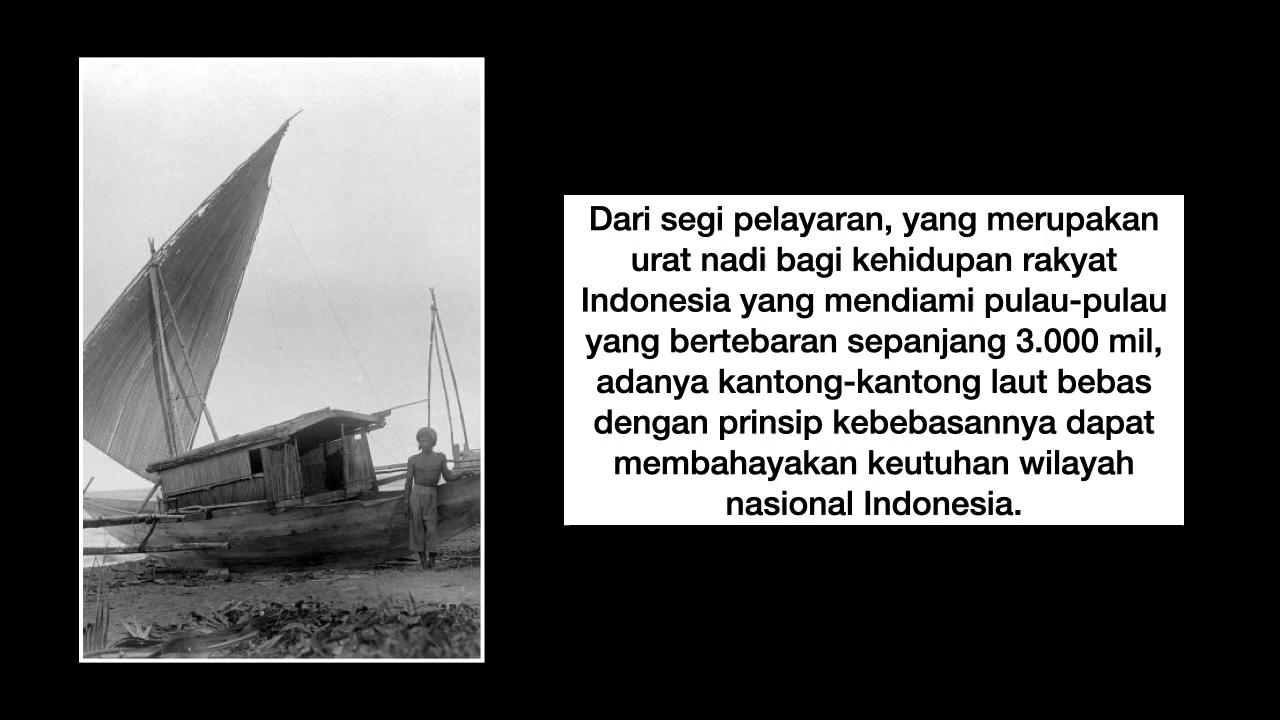 Dari segi pelayaran, yang merupakan
urat nadi bagi kehidupan rakyat
Indonesia yang mendiami pulau-pulau
yang bertebaran sepanjang 3.000 mil,
adanya kantong-kantong laut bebas
dengan prinsip kebebasannya dapat
membahayakan keutuhan wilayah
nasional Indonesia.